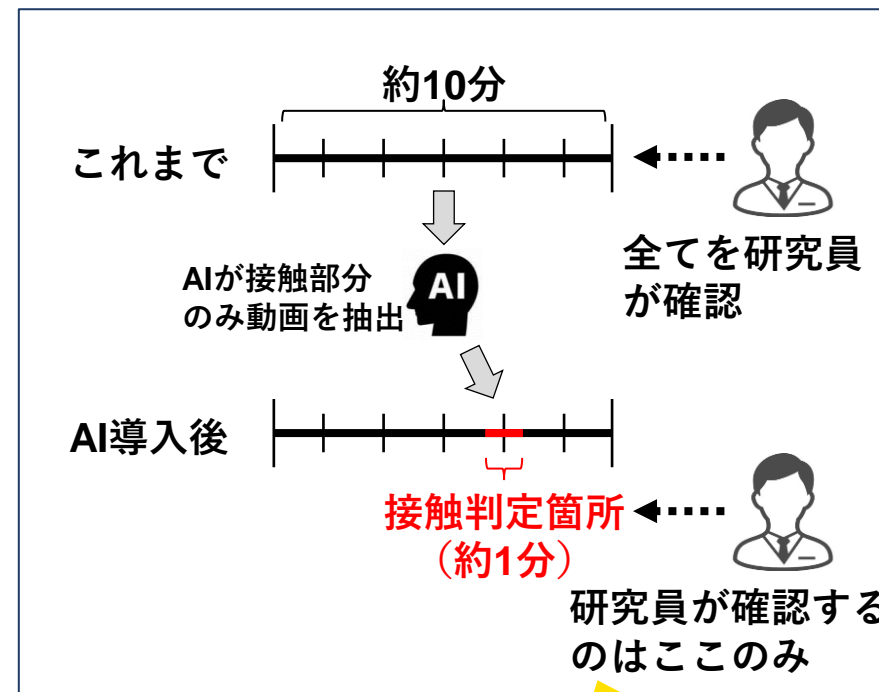 約10分
これまで
全てを研究員
が確認
AIが接触部分
のみ動画を抽出
AI
AI導入後
接触判定箇所
（約1分）
研究員が確認する
のはここのみ